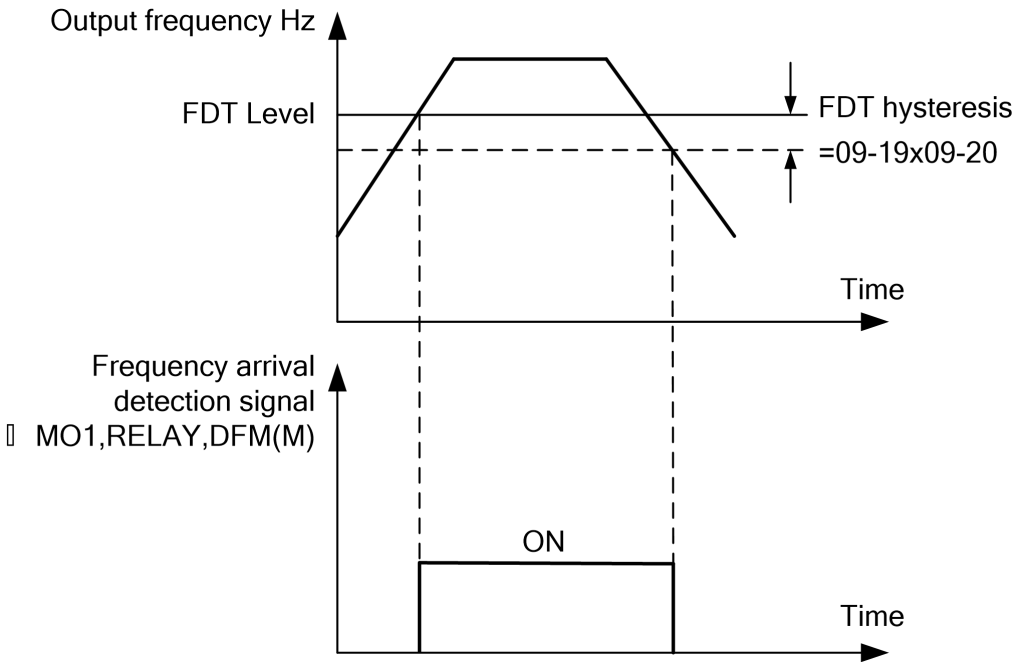 Output frequency Hz
FDT Level
FDT hysteresis
=09-19x09-20
Time
Frequency arrival
detection signal
MO1,RELAY,DFM(M)
ON
Time